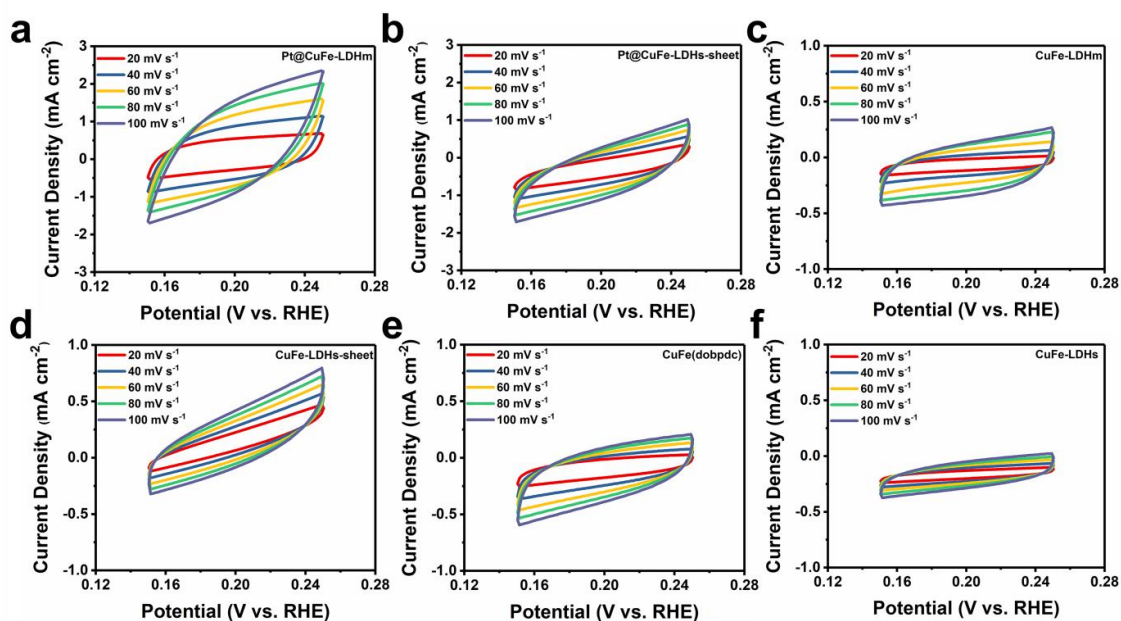 a
Current Density (mA cm⁻²)
3
2
1
0
-1
-2
-3
20 mV s⁻¹
40 mV s⁻¹
60 mV s⁻¹
80 mV s⁻¹
100 mV s⁻¹
Pt@CuFe-LDHm
0.12 0.16 0.20 0.24 0.28
Potential (V vs. RHE)
b
Current Density (mA cm⁻²)
3
2
1
0
-1
-2
-3
20 mV s⁻¹
40 mV s⁻¹
60 mV s⁻¹
80 mV s⁻¹
100 mV s⁻¹
Pt@CuFe-LDHs-sheet
0.12 0.16 0.20 0.24 0.28
Potential (V vs. RHE)
c
Current Density (mA cm⁻²)
1.0
0.5
0.0
-0.5
-1.0
20 mV s⁻¹
40 mV s⁻¹
60 mV s⁻¹
80 mV s⁻¹
100 mV s⁻¹
CuFe-LDHm
0.12 0.16 0.20 0.24 0.28
Potential (V vs. RHE)
d
Current Density (mA cm⁻²)
1.0
0.5
0.0
-0.5
-1.0
20 mV s⁻¹
40 mV s⁻¹
60 mV s⁻¹
80 mV s⁻¹
100 mV s⁻¹
CuFe-LDHs-sheet
0.12 0.16 0.20 0.24 0.28
Potential (V vs. RHE)
e
Current Density (mA cm⁻²)
1.0
0.5
0.0
-0.5
-1.0
20 mV s⁻¹
40 mV s⁻¹
60 mV s⁻¹
80 mV s⁻¹
100 mV s⁻¹
CuFe(dobpdc)
0.12 0.16 0.20 0.24 0.28
Potential (V vs. RHE)
f
Current Density (mA cm⁻²)
1.0
0.5
0.0
-0.5
-1.0
20 mV s⁻¹
40 mV s⁻¹
60 mV s⁻¹
80 mV s⁻¹
100 mV s⁻¹
CuFe-LDHs
0.12 0.16 0.20 0.24 0.28
Potential (V vs. RHE)